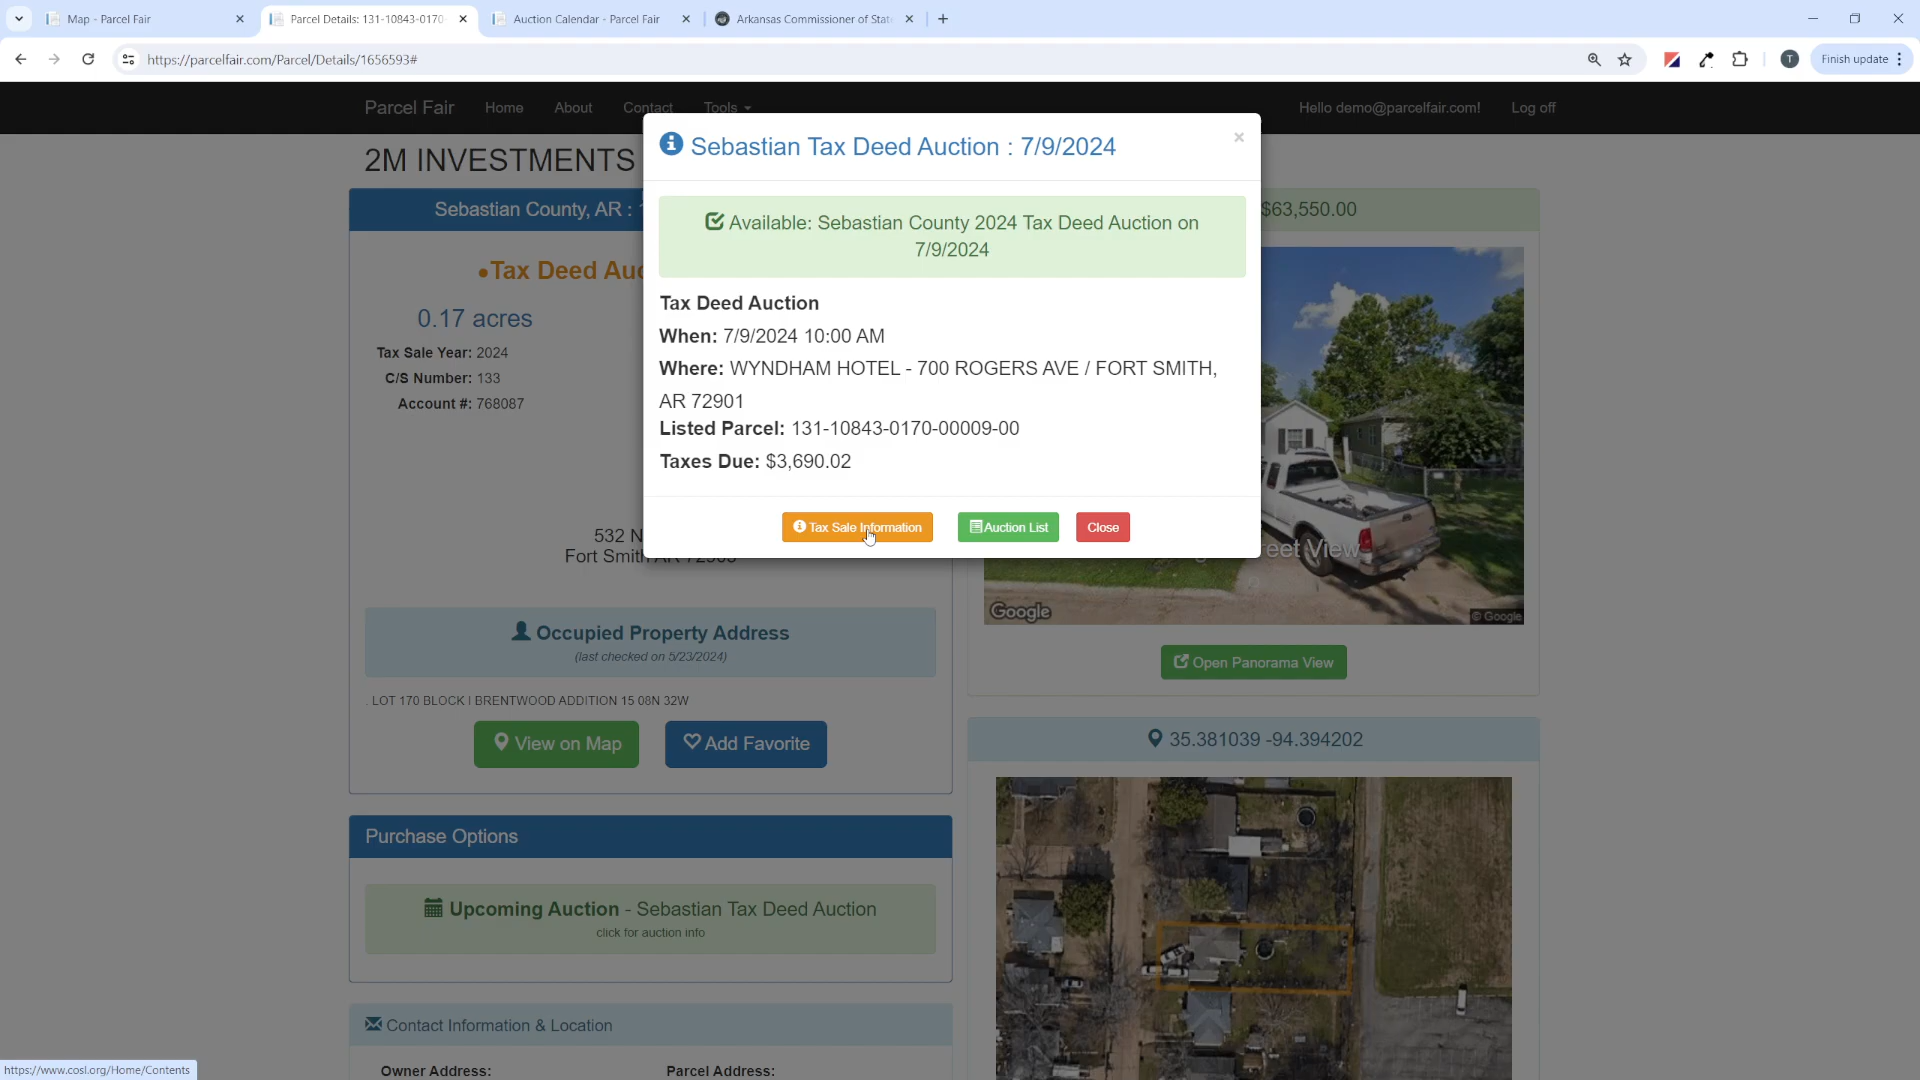 Map - Parcel Fair
Parcel Details: 131-10843-0170
Auction Calendar - Parcel Fair
Arkansas Commissioner of Stat
https://parcelfair.com/Parcel/Details/1656593#
T
Finish update
Parcel Fair
Home
About
Contact
Tools
Hello demo@parcelfair.com!
Log off
2M INVESTMENTS
Sebastian Tax Deed Auction : 7/9/2024
×
Sebastian County, AR :
$63,550.00
Available: Sebastian County 2024 Tax Deed Auction on
7/9/2024
Tax Deed Auc
0.17 acres
Tax Sale Year: 2024
C/S Number: 133
Account #: 768087
Tax Deed Auction
When: 7/9/2024 10:00 AM
Where: WYNDHAM HOTEL - 700 ROGERS AVE / FORT SMITH,
AR 72901
Listed Parcel: 131-10843-0170-00009-00
Taxes Due: $3,690.02
Tax Sale Information
Auction List
Close
532 N
Fort Smith
reet View
Google
© Google
Occupied Property Address
(last checked on 5/23/2024)
Open Panorama View
. LOT 170 BLOCK I BRENTWOOD ADDITION 15 08N 32W
View on Map
Add Favorite
35.381039 -94.394202
Purchase Options
Upcoming Auction - Sebastian Tax Deed Auction
click for auction info
Contact Information & Location
Owner Address:
Parcel Address:
https://www.cosl.org/Home/Contents